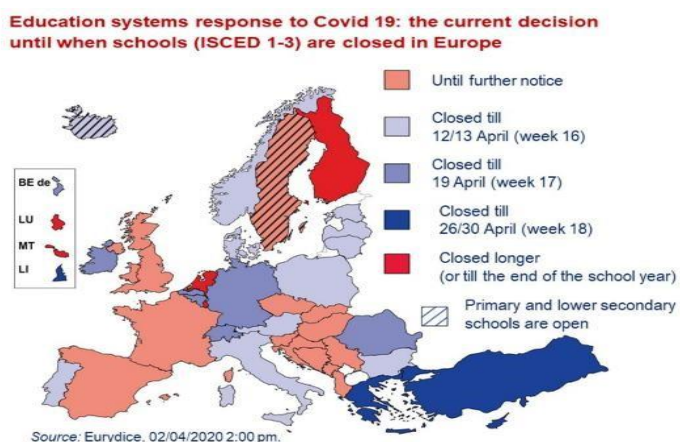 Education systems response to Covid 19: the current decision
until when schools (ISCED 1-3) are closed in Europe
Until further notice
Closed till
12/13 April (week 16)
Closed till
19 April (week 17)
Closed till
26/30 April (week 18)
Closed longer
(or till the end of the school year)
Primary and lower secondary
schools are open
BE de
LU
MT
LI
Source: Eurydice, 02/04/2020 2:00 pm.